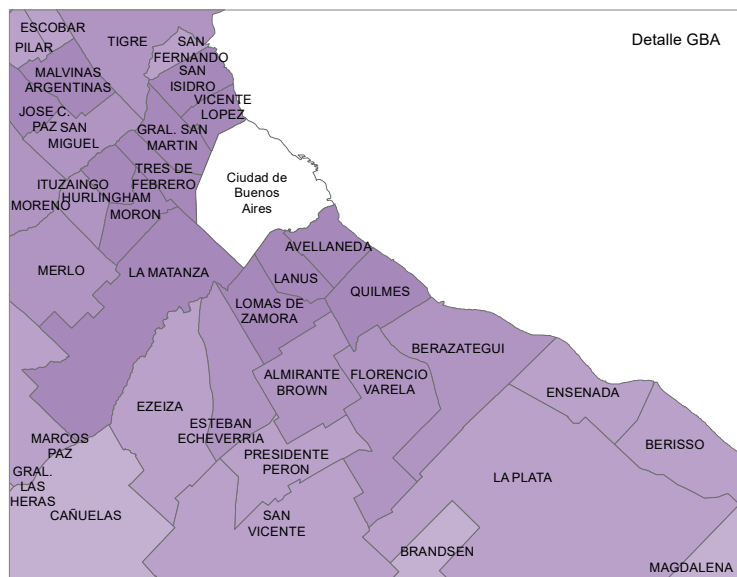 Detalle GBA
ESCOBAR
PILAR
TIGRE
SAN
FERNANDO
MALVINAS
ARGENTINAS
SAN
ISIDRO
VICENTE
LOPEZ
JOSE C.
PAZ
SAN
MIGUEL
GRAL. SAN
MARTIN
TRES DE
FEBRERO
Ciudad de
Buenos
Aires
ITUZAINGO
HURLINGHAM
MORENO
MORON
AVELLANEDA
MERLO
LA MATANZA
LANUS
QUILMES
LOMAS DE
ZAMORA
BERAZATEGUI
ALMIRANTE
BROWN
FLORENCIO
VARELA
ENSENADA
EZEIZA
ESTEBAN
ECHEVERRIA
BERISSO
MARCOS
PAZ
PRESIDENTE
PERON
GRAL.
LAS
HERAS
LA PLATA
CAÑUELAS
SAN
VICENTE
BRANDSEN
MAGDALENA